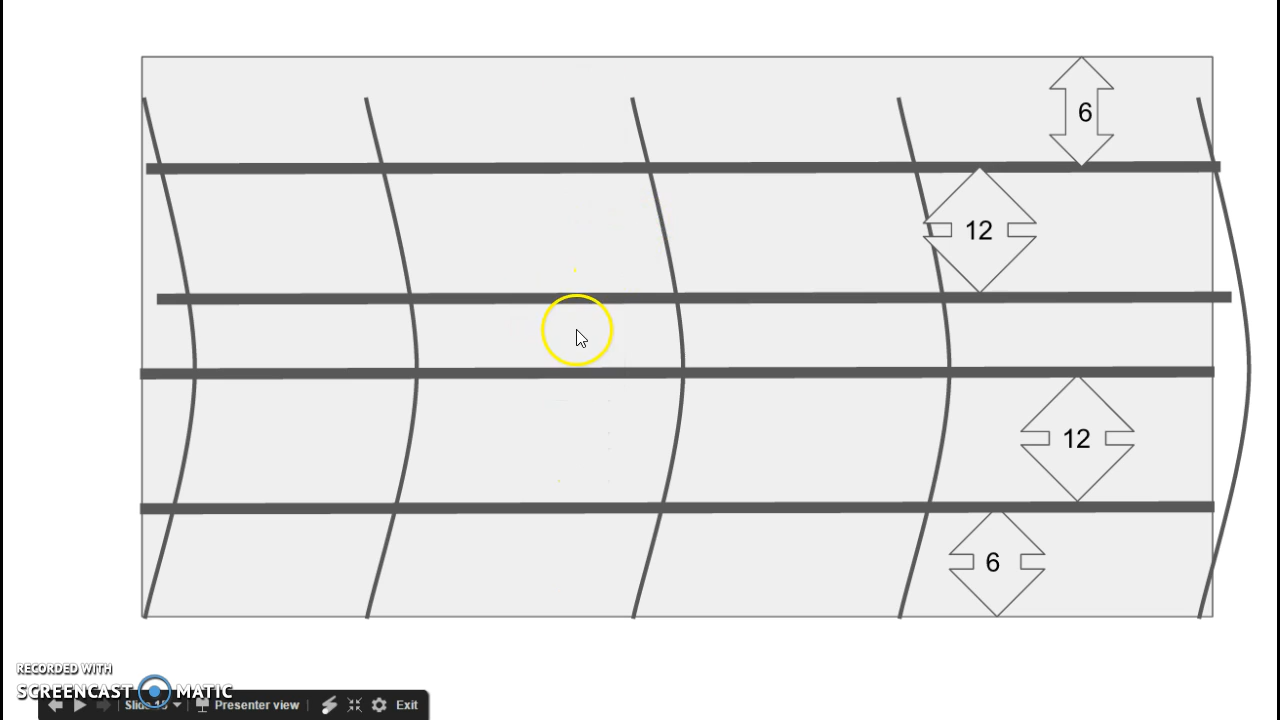 6
12
12
6
RECORDED WITH
SCREENCAST MATIC
Presenter view
Exit